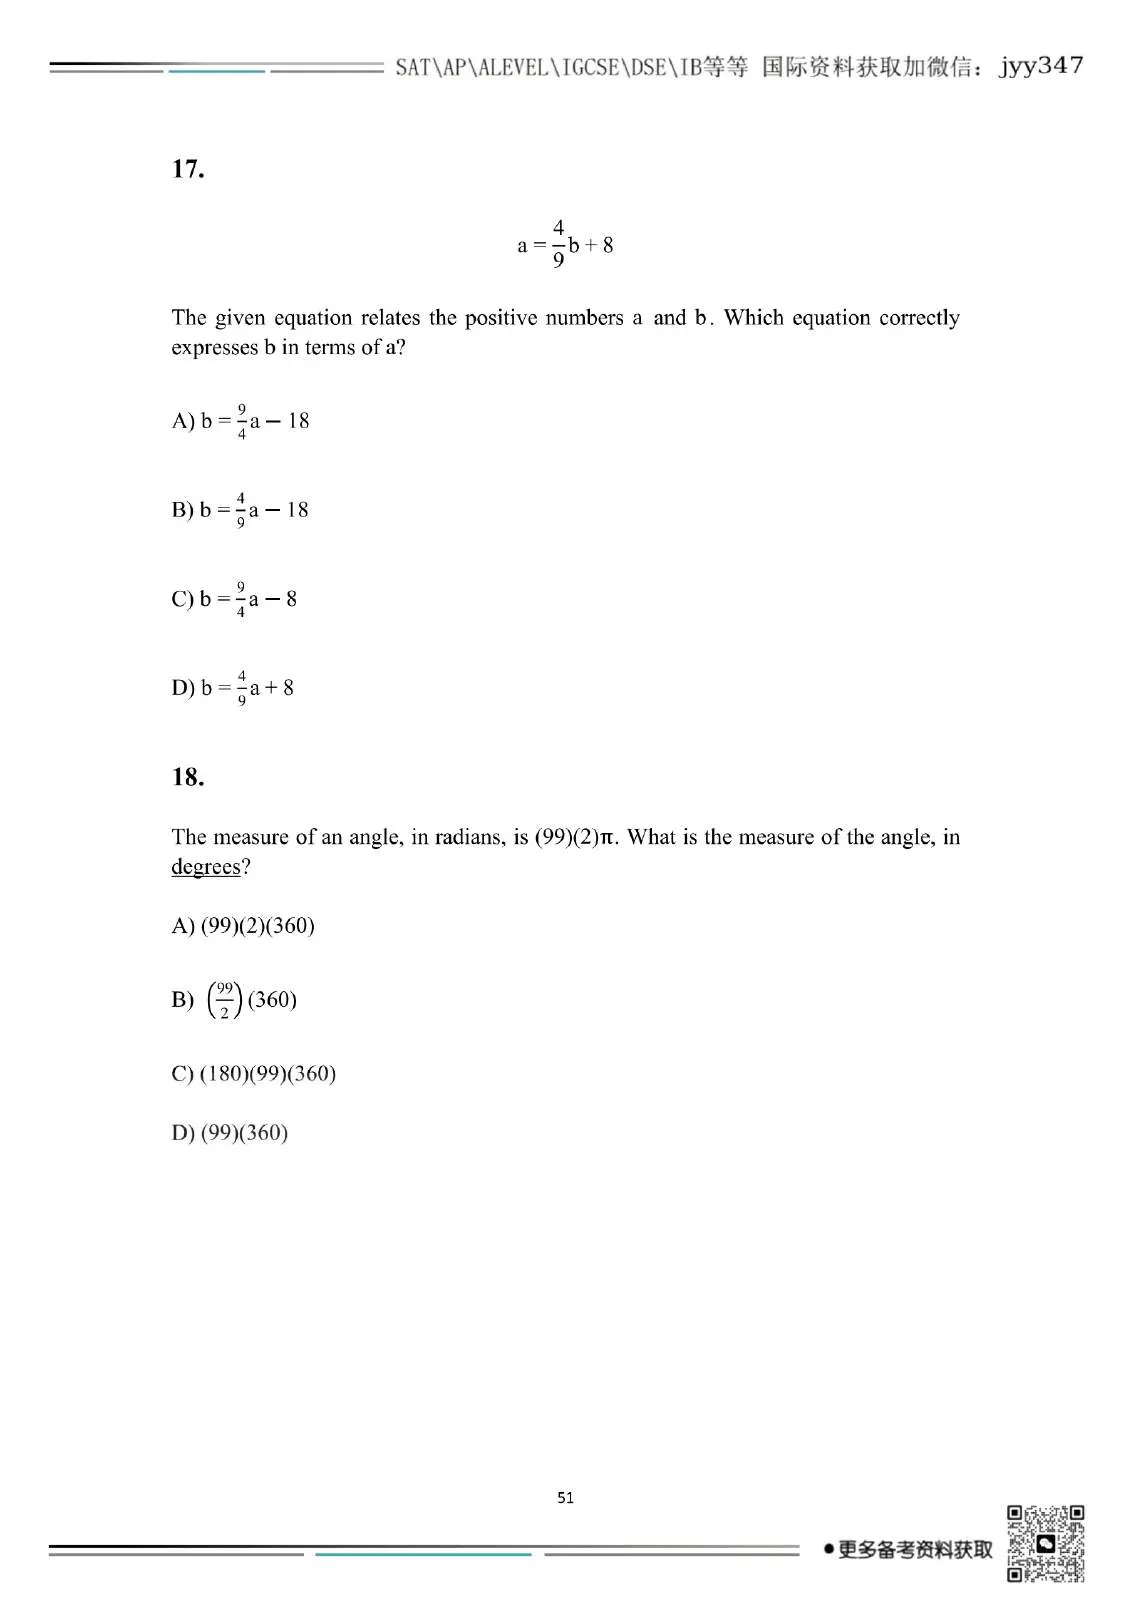 SAT\AP\ALEVEL\IGCSE\DSE\IB等等 国际资料获取加微信: jyy347
17.
a = 4/9 b + 8
The given equation relates the positive numbers a and b. Which equation correctly
expresses b in terms of a?
A) b = 9/4 a − 18
B) b = 4/9 a − 18
C) b = 9/4 a − 8
D) b = 4/9 a + 8
18.
The measure of an angle, in radians, is (99)(2)π. What is the measure of the angle, in
degrees?
A) (99)(2)(360)
B) (99/2)(360)
C) (180)(99)(360)
D) (99)(360)
51
●更多备考资料获取